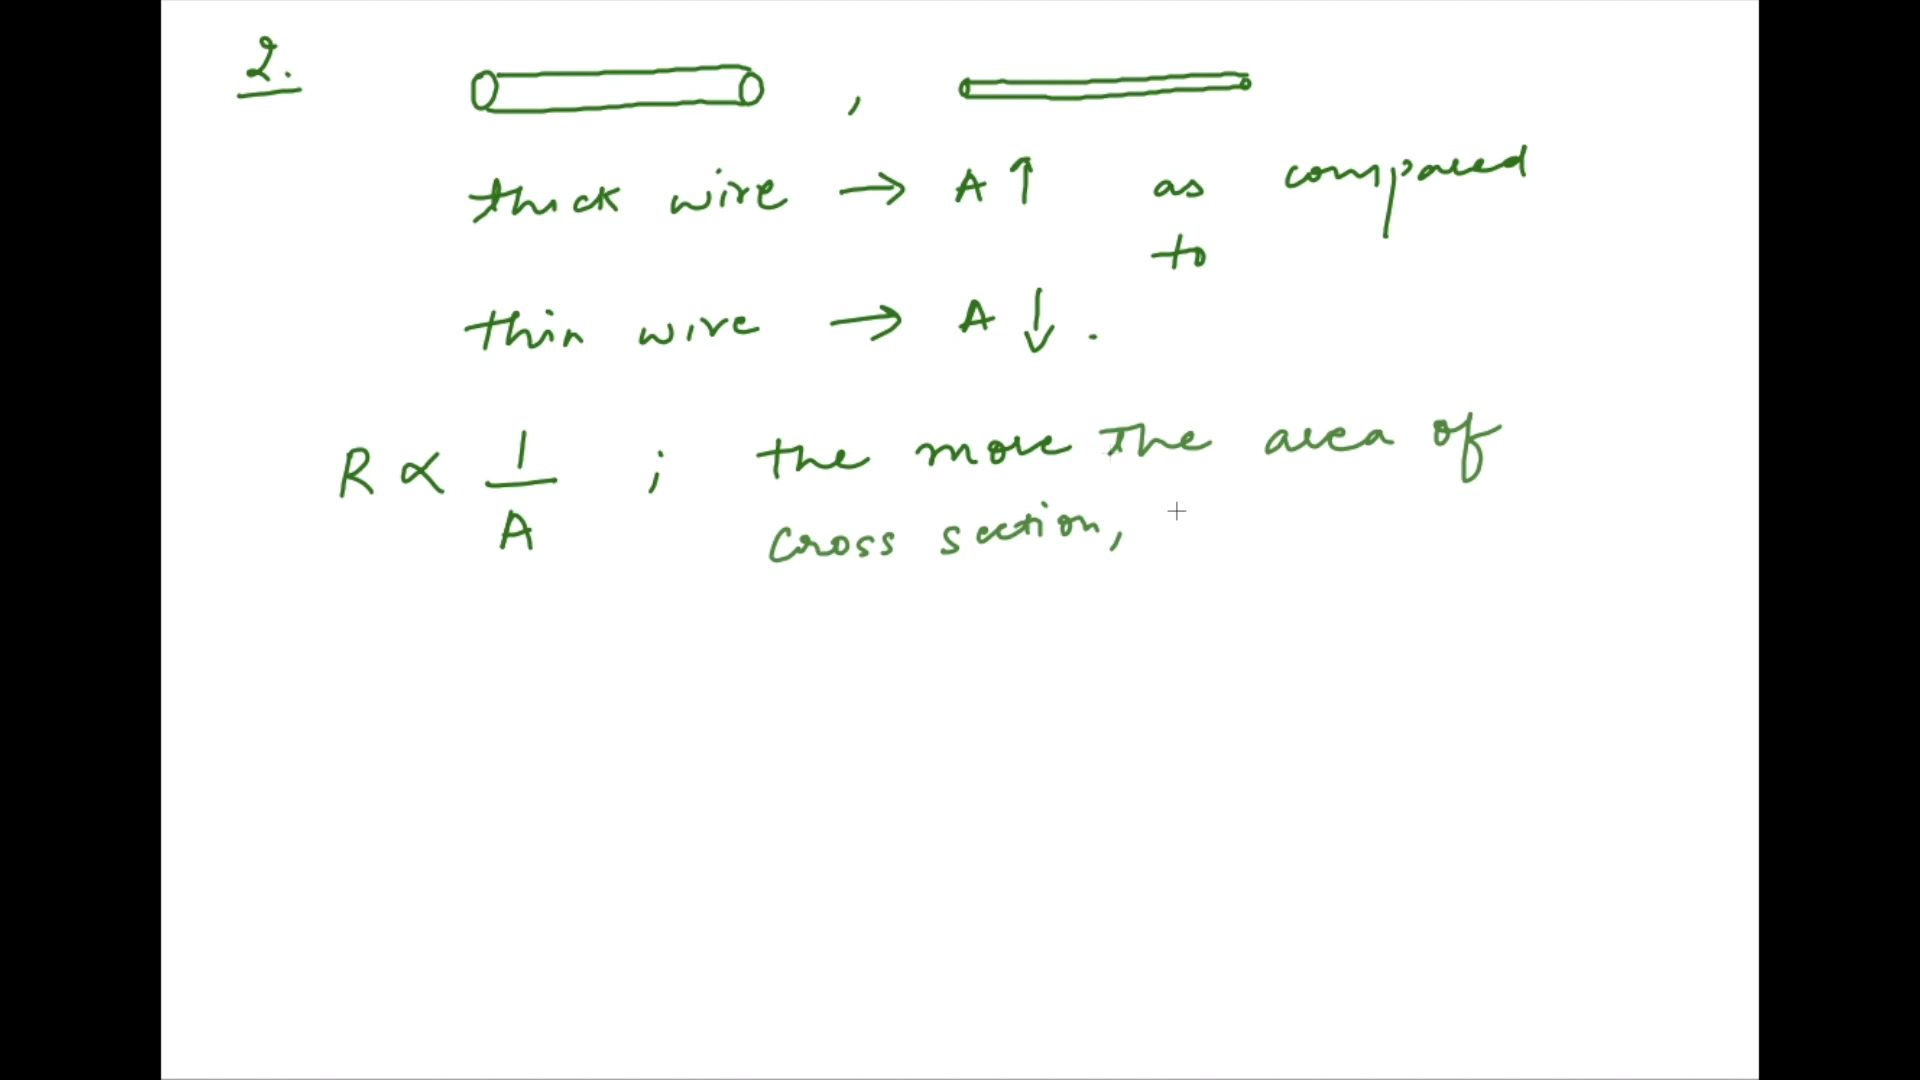 2.
,
thick wire → A ↑ as compared
to
thin wire → A ↓ .
R ∝ 1/A ; the more the area of
cross section,